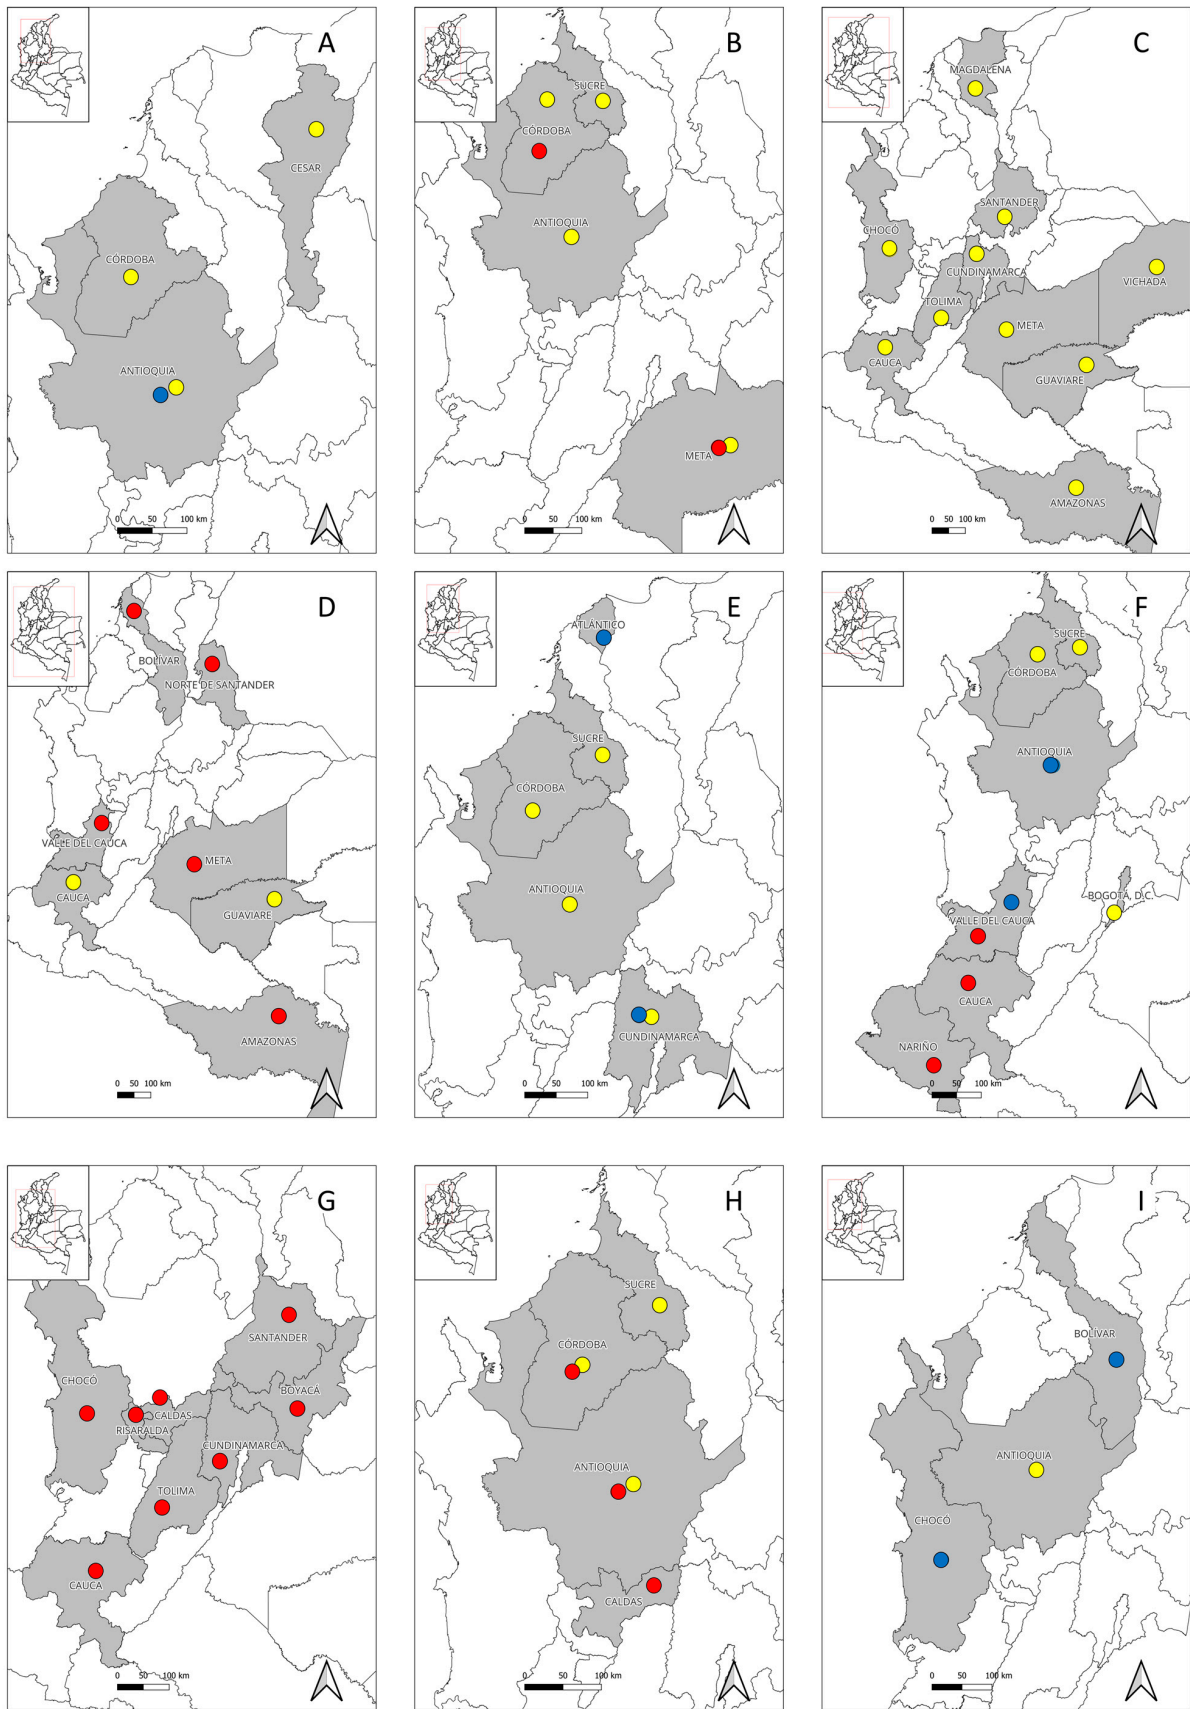 A
CESAR
CÓRDOBA
ANTIOQUIA
0 50 100 km
B
SUCRE
CÓRDOBA
ANTIOQUIA
META
0 50 100 km
C
MAGDALENA
SANTANDER
CHOCÓ
CUNDINAMARCA
VICHADA
TOLIMA
META
CAUCA
GUAVIARE
AMAZONAS
0 50 100 km
D
BOLÍVAR
NORTE DE SANTANDER
VALLE DEL CAUCA
META
CAUCA
GUAVIARE
AMAZONAS
0 50 100 km
E
ATLÁNTICO
SUCRE
CÓRDOBA
ANTIOQUIA
CUNDINAMARCA
0 50 100 km
F
SUCRE
CÓRDOBA
ANTIOQUIA
BOGOTÁ, D.C.
VALLE DEL CAUCA
CAUCA
NARIÑO
0 50 100 km
G
SANTANDER
CHOCÓ
BOYACÁ
CALDAS
RISARALDA
CUNDINAMARCA
TOLIMA
CAUCA
0 50 100 km
H
SUCRE
CÓRDOBA
ANTIOQUIA
CALDAS
0 50 100 km
I
BOLÍVAR
ANTIOQUIA
CHOCÓ
0 50 100 km